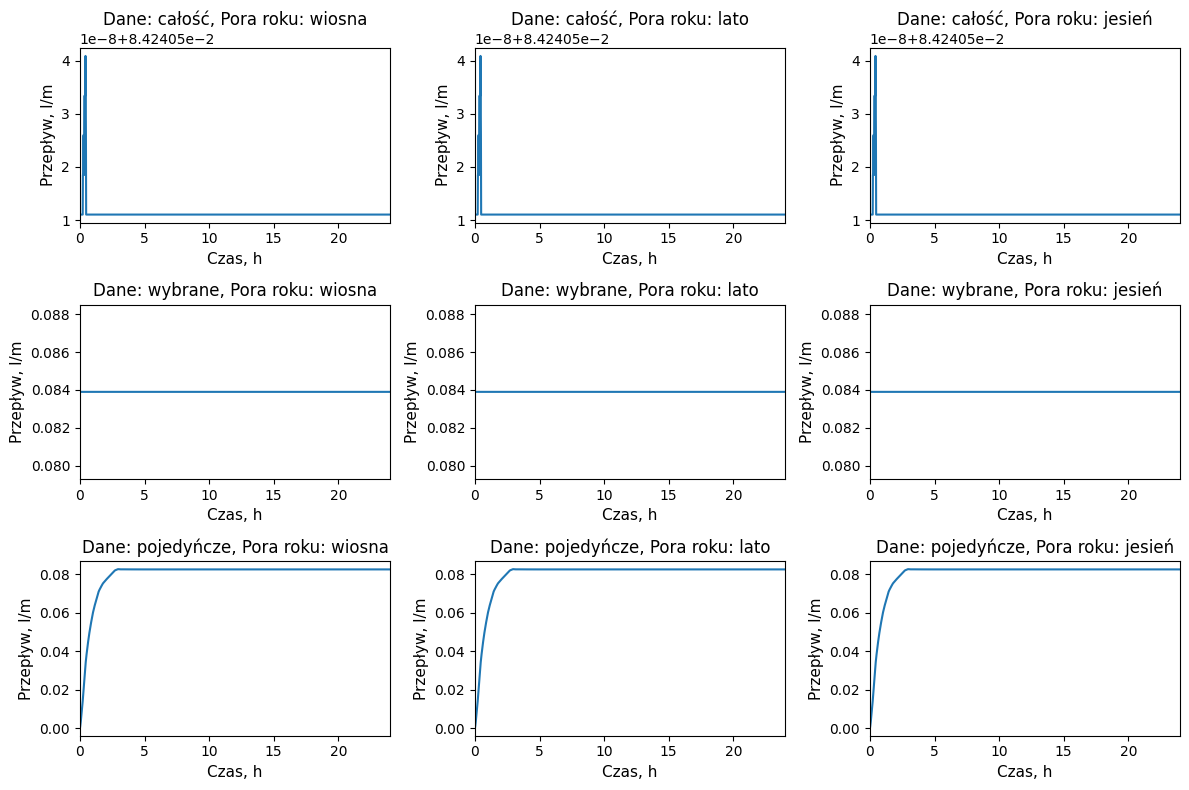 Dane: całość, Pora roku: wiosna
1e−8+8.42405e−2
4
3
2
1
Przepływ, l/m
0 5 10 15 20
Czas, h
Dane: całość, Pora roku: lato
1e−8+8.42405e−2
4
3
2
1
Przepływ, l/m
0 5 10 15 20
Czas, h
Dane: całość, Pora roku: jesień
1e−8+8.42405e−2
4
3
2
1
Przepływ, l/m
0 5 10 15 20
Czas, h
Dane: wybrane, Pora roku: wiosna
0.088
0.086
0.084
0.082
0.080
Przepływ, l/m
0 5 10 15 20
Czas, h
Dane: wybrane, Pora roku: lato
0.088
0.086
0.084
0.082
0.080
Przepływ, l/m
0 5 10 15 20
Czas, h
Dane: wybrane, Pora roku: jesień
0.088
0.086
0.084
0.082
0.080
Przepływ, l/m
0 5 10 15 20
Czas, h
Dane: pojedyńcze, Pora roku: wiosna
0.08
0.06
0.04
0.02
0.00
Przepływ, l/m
0 5 10 15 20
Czas, h
Dane: pojedyńcze, Pora roku: lato
0.08
0.06
0.04
0.02
0.00
Przepływ, l/m
0 5 10 15 20
Czas, h
Dane: pojedyńcze, Pora roku: jesień
0.08
0.06
0.04
0.02
0.00
Przepływ, l/m
0 5 10 15 20
Czas, h